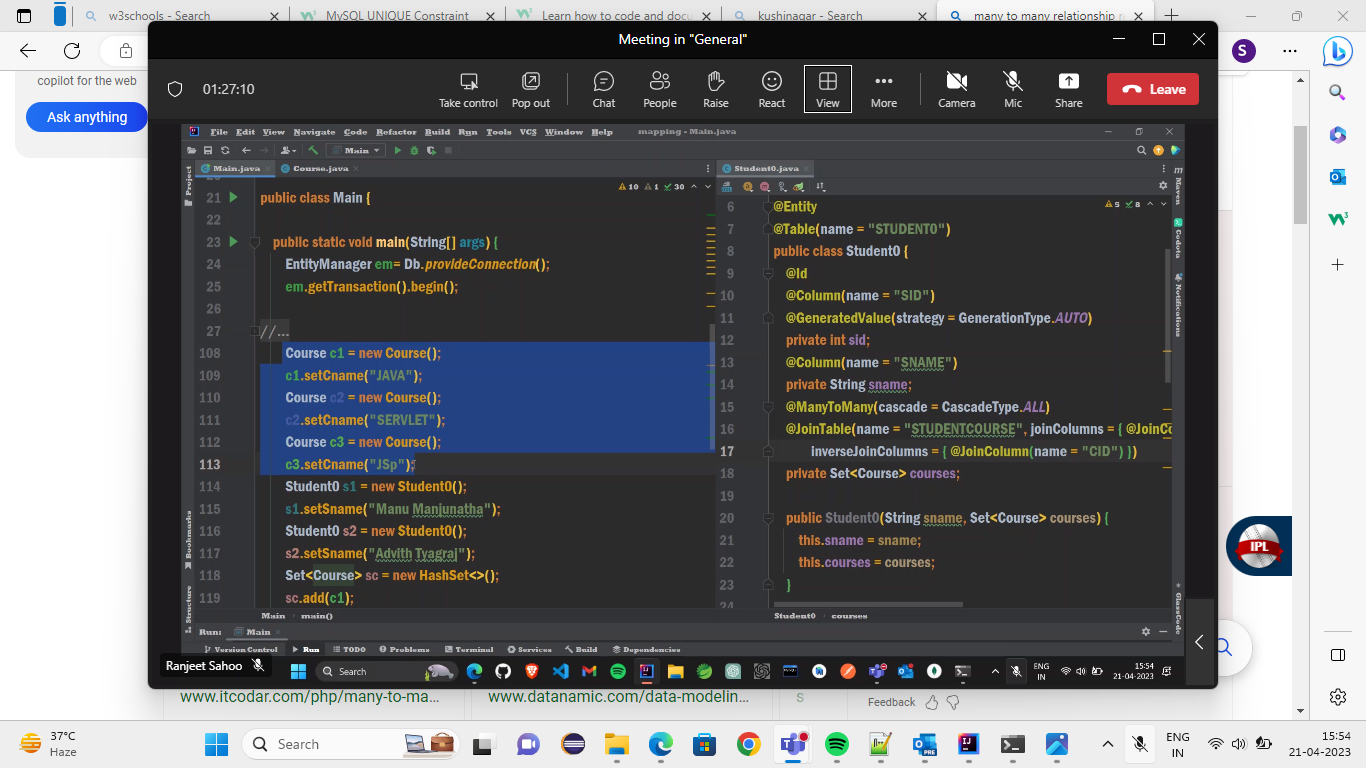 w3schools - Search
MySQL UNIQUE Constraint
Learn how to code and docu
kushinagar - Search
many to many relationship r
copilot for the web
Ask anything
S
Meeting in "General"
01:27:10
Take control
Pop out
Chat
People
Raise
React
View
More
Camera
Mic
Share
Leave
File Edit View Navigate Code Refactor Build Run Tools VCS Window Help mapping - Main.java
Main
Main.java
Course.java
Student0.java
Project
Bookmarks
Structure
10 1 30
21 public class Main {
22
23 public static void main(String[] args) {
24 EntityManager em= Db.provideConnection();
25 em.getTransaction().begin();
26
27 //...
108 Course c1 = new Course();
109 c1.setCname("JAVA");
110 Course c2 = new Course();
111 c2.setCname("SERVLET");
112 Course c3 = new Course();
113 c3.setCname("JSp");
114 Student0 s1 = new Student0();
115 s1.setSname("Manu Manjunatha");
116 Student0 s2 = new Student0();
117 s2.setSname("Advith Tyagraj");
118 Set<Course> sc = new HashSet<>();
119 sc.add(c1);
Main main()
5 8
6 @Entity
7 @Table(name = "STUDENT0")
8 public class Student0 {
9 @Id
10 @Column(name = "SID")
11 @GeneratedValue(strategy = GenerationType.AUTO)
12 private int sid;
13 @Column(name = "SNAME")
14 private String sname;
15 @ManyToMany(cascade = CascadeType.ALL)
16 @JoinTable(name = "STUDENTCOURSE", joinColumns = { @JoinCo
17 inverseJoinColumns = { @JoinColumn(name = "CID") })
18 private Set<Course> courses;
19
20 public Student0(String sname, Set<Course> courses) {
21 this.sname = sname;
22 this.courses = courses;
23 }
24
Student0 courses
m Maven
Codota
Notifications
GlassCode
Run: Main
Version Control
Run
TODO
Problems
Terminal
Services
Build
Dependencies
Ranjeet Sahoo
Search
ENG
IN
15:54
21-04-2023
IPL
www.itcodar.com/php/many-to-ma...
www.datanamic.com/data-modelin...
s
Feedback
37°C
Haze
Search
PRE
ENG
IN
15:54
21-04-2023